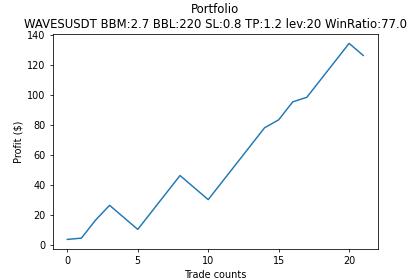 Portfolio
WAVESUSDT BBM:2.7 BBL:220 SL:0.8 TP:1.2 lev:20 WinRatio:77.0
140
120
100
80
60
40
20
0
Profit ($)
0 5 10 15 20
Trade counts